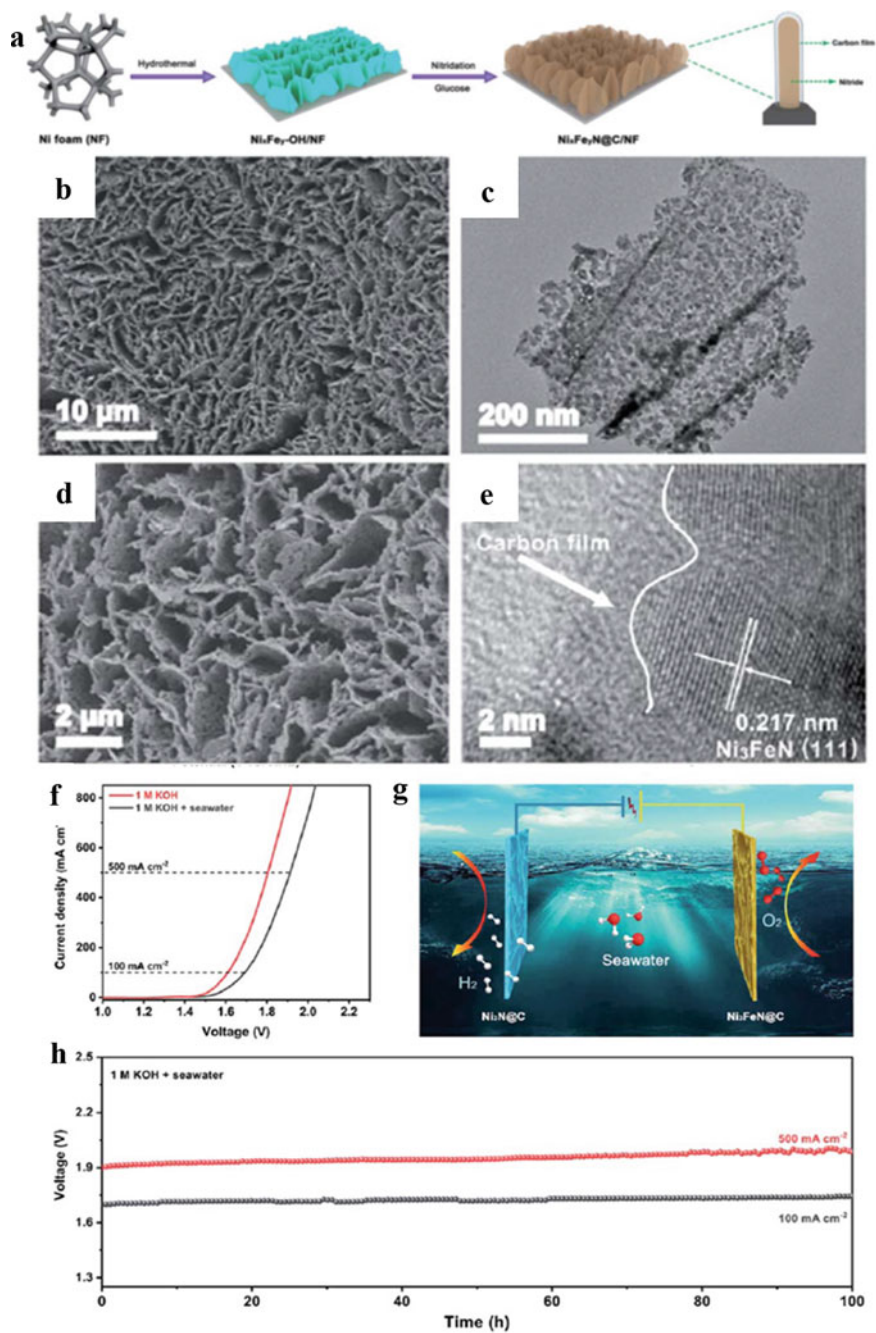 a
Ni foam (NF)
Hydrothermal
NiₓFeᵧ-OH/NF
Nitridation
Glucose
NiₓFeᵧN@C/NF
Carbon film
Nitride
b
10 μm
c
200 nm
d
2 μm
e
Carbon film
2 nm
0.217 nm
Ni₃FeN (111)
f
1 M KOH
1 M KOH + seawater
500 mA cm⁻²
100 mA cm⁻²
Current density (mA cm
800
600
400
200
0
1.0 1.2 1.4 1.6 1.8 2.0 2.2
Voltage (V)
g
H₂
Seawater
O₂
Ni₃N@C
Ni₃FeN@C
h
1 M KOH + seawater
500 mA cm⁻²
100 mA cm⁻²
Voltage (V)
2.5
2.2
1.9
1.6
1.3
0 20 40 60 80 100
Time (h)